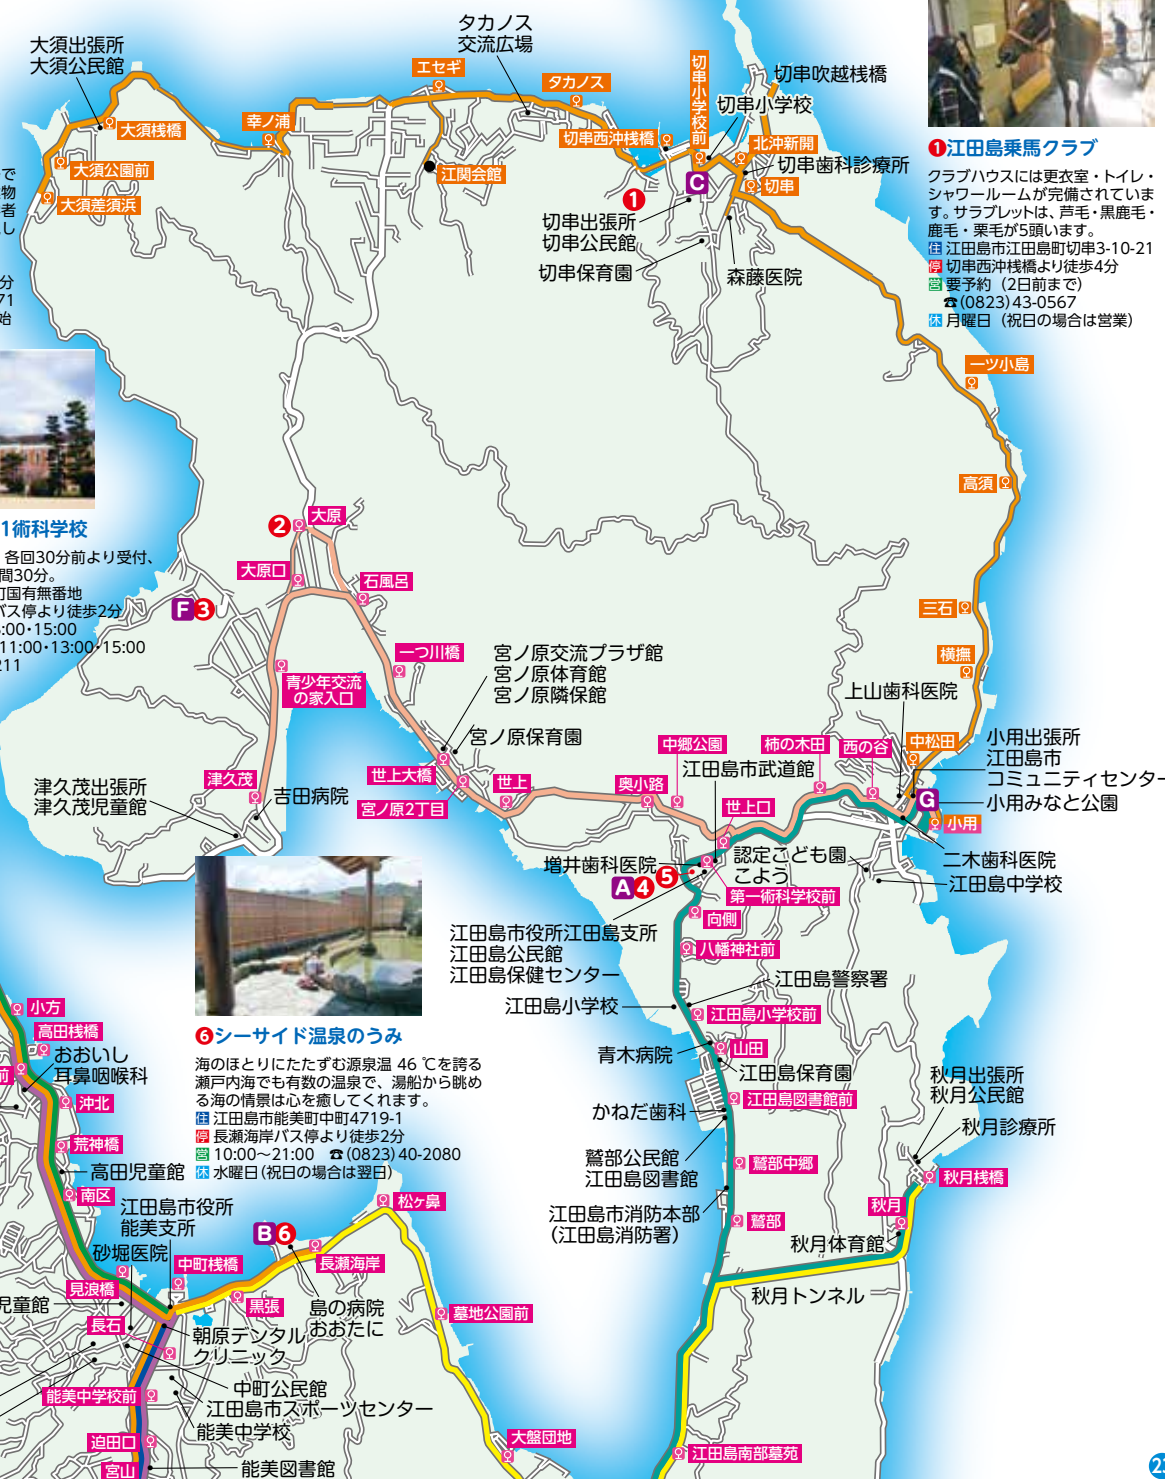 大須出張所
大須公民館
大須桟橋
大須公園前
大須差須浜
幸ノ浦
エセギ
タカノス
交流広場
タカノス
江関会館
切串西沖桟橋
切串小学校前
切串小学校
切串吹越桟橋
北沖新開
切串歯科診療所
切串
C
1
切串出張所
切串公民館
切串保育園
森藤医院
❶江田島乗馬クラブ
クラブハウスには更衣室・トイレ・
シャワールームが完備されていま
す。サラブレットは、芦毛・黒鹿毛・
鹿毛・栗毛が5頭います。
住 江田島市江田島町切串3-10-21
停 切串西沖桟橋より徒歩4分
営 要予約（2日前まで）
☎(0823)43-0567
休 月曜日（祝日の場合は営業）
で
物
者
し
分
71
始
一ツ小島
高須
三石
横撫
中松田
1術科学校
各回30分前より受付、
間30分。
町国有無番地
バス停より徒歩2分
:00・15:00
11:00・13:00・15:00
211
2
大原
大原口
石風呂
F 3
一つ川橋
青少年交流
の家入口
宮ノ原交流プラザ館
宮ノ原体育館
宮ノ原隣保館
宮ノ原保育園
津久茂
津久茂出張所
津久茂児童館
吉田病院
世上大橋
宮ノ原2丁目
世上
奥小路
中郷公園
江田島市武道館
世上口
柿の木田
西の谷
上山歯科医院
小用出張所
江田島市
コミュニティセンター
小用みなと公園
G
小用
二木歯科医院
江田島中学校
認定こども園
こよう
増井歯科医院
A 4 5
第一術科学校前
向側
八幡神社前
江田島市役所江田島支所
江田島公民館
江田島保健センター
江田島小学校
江田島警察署
江田島小学校前
青木病院
山田
江田島保育園
江田島図書館前
かねだ歯科
鷲部公民館
江田島図書館
鷲部中郷
江田島市消防本部
（江田島消防署）
鷲部
秋月出張所
秋月公民館
秋月診療所
秋月桟橋
秋月
秋月体育館
秋月トンネル
江田島南部墓苑
❻シーサイド温泉のうみ
海のほとりにたたずむ源泉温 46 ℃を誇る
瀬戸内海でも有数の温泉で、湯船から眺め
る海の情景は心を癒してくれます。
住 江田島市能美町中町4719-1
停 長瀬海岸バス停より徒歩2分
営 10:00〜21:00 ☎(0823)40-2080
休 水曜日(祝日の場合は翌日)
小方
高田桟橋
前
おおいし
耳鼻咽喉科
沖北
荒神橋
高田児童館
南区
江田島市役所
能美支所
砂堀医院
中町桟橋
見浪橋
児童館
長石
B 6
松ヶ鼻
長瀬海岸
黒張
島の病院
おおたに
墓地公園前
朝原デンタル
クリニック
中町公民館
江田島市スポーツセンター
能美中学校前
能美中学校
迫田口
宮山
能美図書館
大盤団地